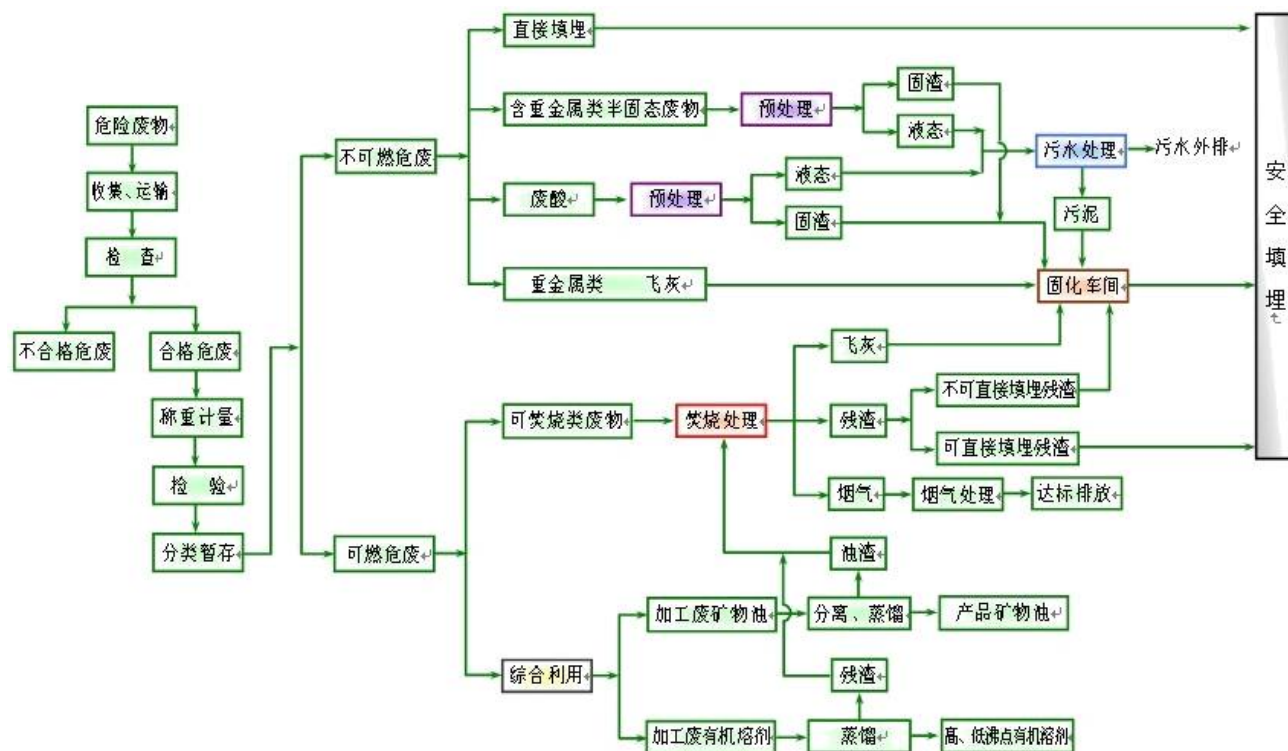 危险废物
收集、运输
检 查
不合格危废
合格危废
称重计量
检 验
分类暂存
不可燃危废
可燃危废
直接填埋
含重金属类半固态废物
预处理
固渣
液态
废酸
预处理
液态
固渣
重金属类 飞灰
污水处理
污水外排
污泥
固化车间
安全填埋
可焚烧类废物
焚烧处理
飞灰
残渣
不可直接填埋残渣
可直接填埋残渣
烟气
烟气处理
达标排放
综合利用
加工废矿物油
分离、蒸馏
油渣
产品矿物油
加工废有机溶剂
蒸馏
残渣
高、低沸点有机溶剂